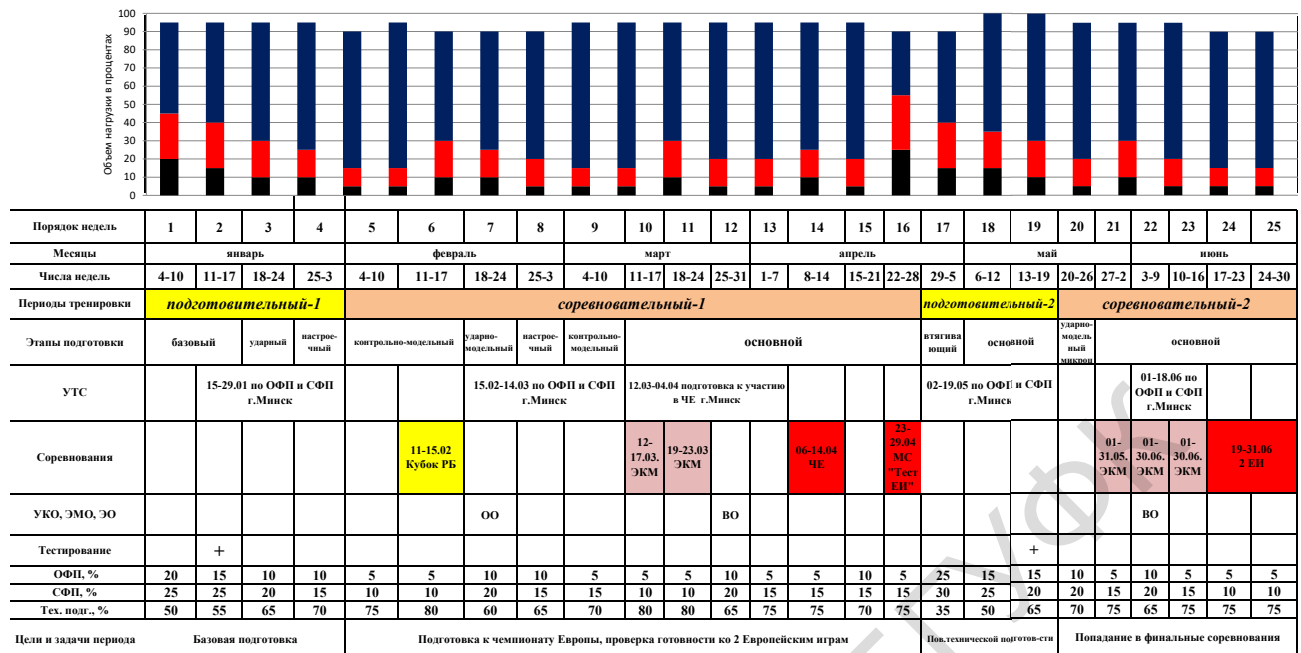 Объем нагрузки в процентах
100
90
80
70
60
50
40
30
20
10
0
Порядок недель 1 2 3 4 5 6 7 8 9 10 11 12 13 14 15 16 17 18 19 20 21 22 23 24 25
Месяцы январь февраль март апрель май июнь
Числа недель 4-10 11-17 18-24 25-3 4-10 11-17 18-24 25-3 4-10 11-17 18-24 25-31 1-7 8-14 15-21 22-28 29-5 6-12 13-19 20-26 27-2 3-9 10-16 17-23 24-30
Периоды тренировки подготовительный-1 соревновательный-1 подготовительный-2 соревновательный-2
Этапы подготовки
базовый
ударный
настрое-
чный
контрольно-модельный
ударно-
модельный
настрое-
чный
контрольно-
модельный
основной
втягива
ющий
основной
ударно-
модель
ный
микроц
основной
УТС
15-29.01 по ОФП и СФП
г.Минск
15.02-14.03 по ОФП и СФП
г.Минск
12.03-04.04 подготовка к участию
в ЧЕ г.Минск
02-19.05 по ОФП и СФП
г.Минск
01-18.06 по
ОФП и СФП
г.Минск
Соревнования
11-15.02
Кубок РБ
12-
17.03.
ЭКМ
19-23.03
ЭКМ
06-14.04
ЧЕ
23-
29.04
МС
"Тест
ЕИ"
01-
31.05.
ЭКМ
01-
30.06.
ЭКМ
01-
30.06.
ЭКМ
19-31.06
2 ЕИ
УКО, ЭМО, ЭО ОО ВО ВО
Тестирование + +
ОФП, % 20 15 10 10 5 5 10 10 5 5 5 10 5 5 10 5 25 15 15 10 5 10 5 5 5
СФП, % 25 25 20 15 10 10 20 15 15 10 10 20 15 15 15 15 30 25 20 20 15 20 15 10 10
Тех. подг., % 50 55 65 70 75 80 60 65 70 80 80 65 75 75 70 75 35 50 65 70 75 65 75 75 75
Цели и задачи периода Базовая подготовка Подготовка к чемпионату Европы, проверка готовности ко 2 Европейским играм Пов.технической подготов-сти Попадание в финальные соревнования
ГУФК